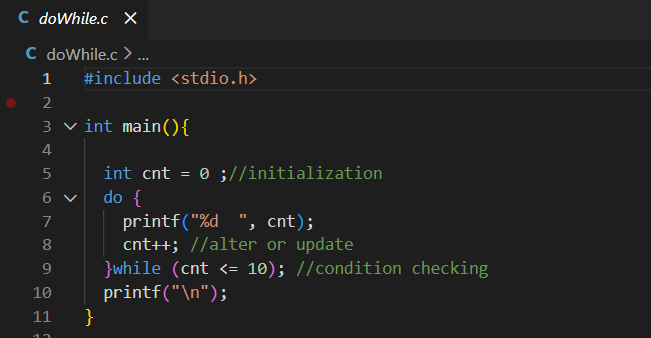 C doWhile.c ×
C doWhile.c > ...
1 #include <stdio.h>
2
3 int main(){
4
5 int cnt = 0 ;//initialization
6 do {
7 printf("%d  ", cnt);
8 cnt++; //alter or update
9 }while (cnt <= 10); //condition checking
10 printf("\n");
11 }